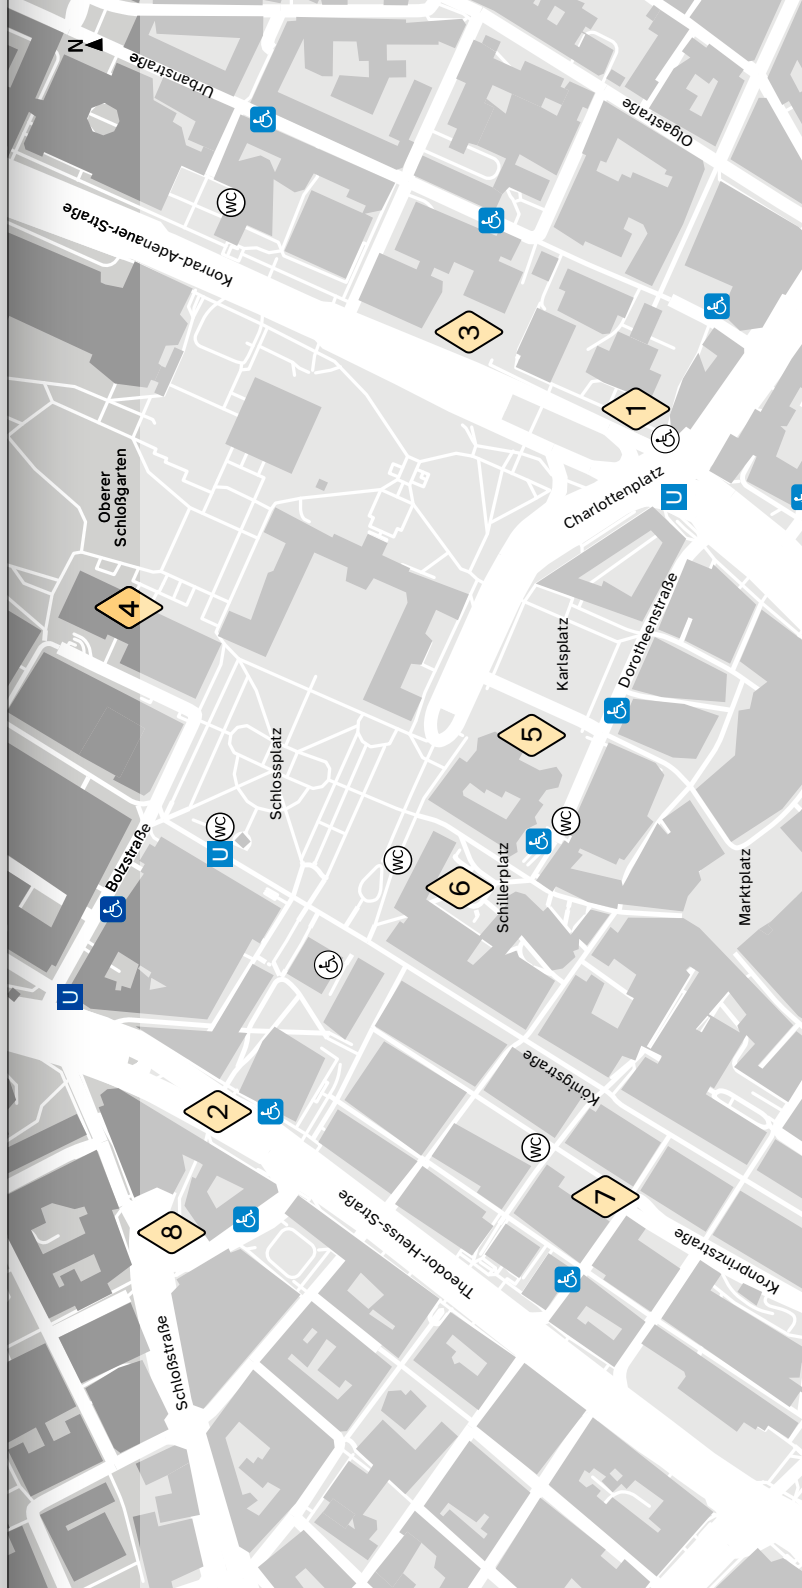 N
Urbanstraße
Olgastraße
WC
Konrad-Adenauer-Straße
3
1
Oberer
Schloßgarten
Charlottenplatz
U
4
Karlsplatz
Dorotheenstraße
5
Schlossplatz
WC
U
WC
WC
Bolzstraße
6
Schillerplatz
Marktplatz
U
Königstraße
2
WC
7
8
Theodor-Heuss-Straße
Kronprinzstraße
Schloßstraße